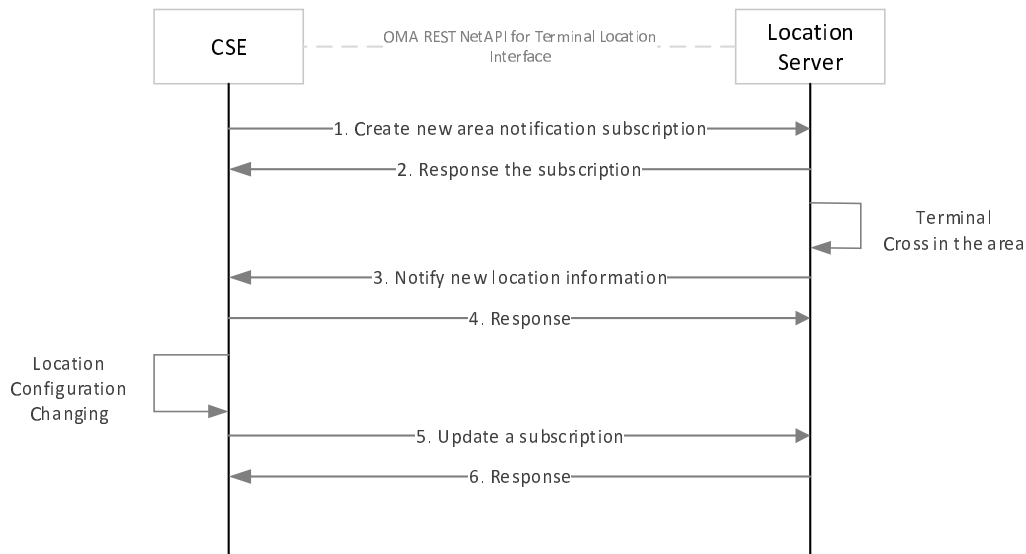 CSE
OMA REST NetAPI for Terminal Location
Interface
Location
Server
1. Create new area notification subscription
2. Response the subscription
Terminal
Cross in the area
3. Notify new location information
4. Response
Location
Configuration
Changing
5. Update a subscription
6. Response